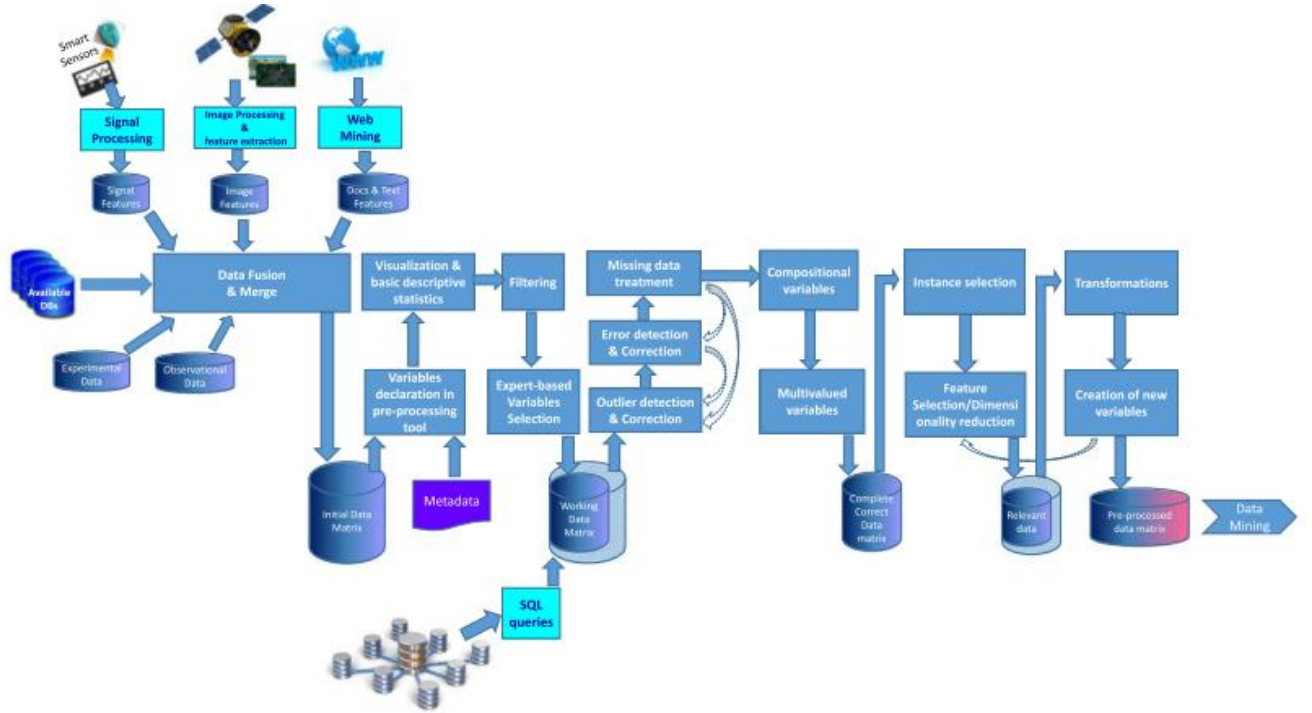 Smart
Sensors
WWW
Signal
Processing
Image Processing
&
feature extraction
Web
Mining
Signal
Features
Image
Features
Docs & Text
Features
Available
DBs
Data Fusion
& Merge
Experimental
Data
Observational
Data
Initial Data
Matrix
Visualization &
basic descriptive
statistics
Variables
declaration in
pre-processing
tool
Metadata
Filtering
Expert-based
Variables
Selection
Working
Data
Matrix
SQL
queries
Missing data
treatment
Error detection
& Correction
Outlier detection
& Correction
Compositional
variables
Multivalued
variables
Complete
Correct
Data
matrix
Instance selection
Feature
Selection/Dimensi
onality reduction
Relevant
data
Transformations
Creation of new
variables
Pre-processed
data matrix
Data
Mining